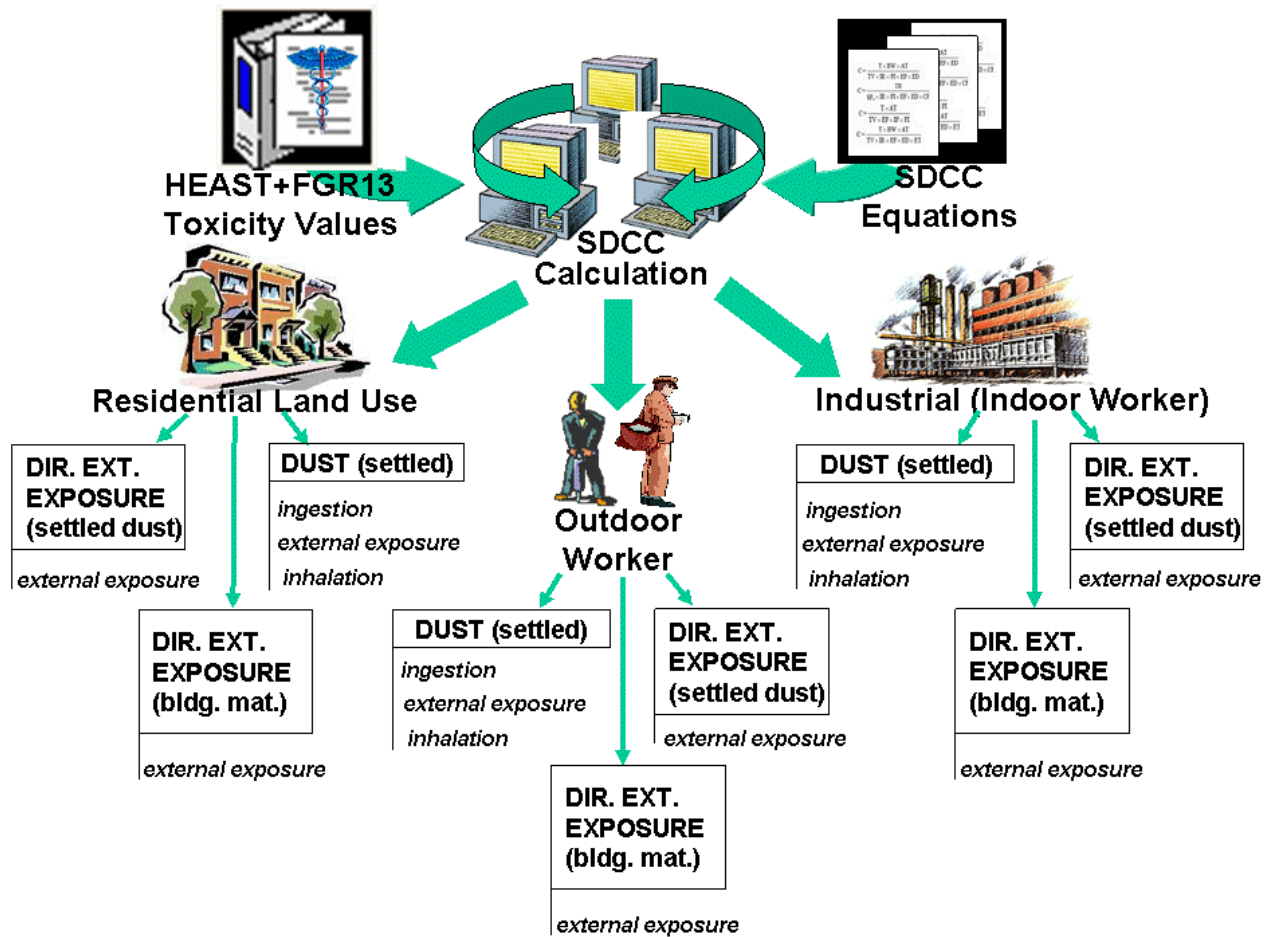 HEAST+FGR13
Toxicity Values
SDCC
Equations
SDCC
Calculation
Residential Land Use
Outdoor
Worker
Industrial (Indoor Worker)
DIR. EXT.
EXPOSURE
(settled dust)
external exposure
DIR. EXT.
EXPOSURE
(bldg. mat.)
external exposure
DUST (settled)
ingestion
external exposure
inhalation
DUST (settled)
ingestion
external exposure
inhalation
DIR. EXT.
EXPOSURE
(bldg. mat.)
external exposure
DIR. EXT.
EXPOSURE
(settled dust)
external exposure
DUST (settled)
ingestion
external exposure
inhalation
DIR. EXT.
EXPOSURE
(bldg. mat.)
external exposure
DIR. EXT.
EXPOSURE
(settled dust)
external exposure